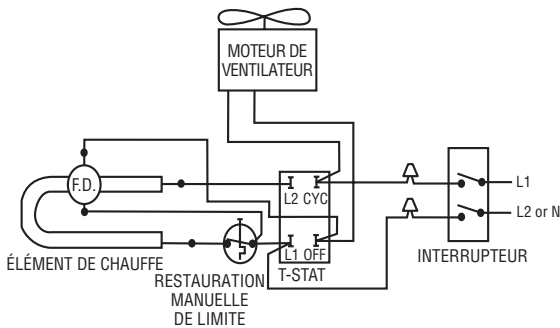 MOTEUR DE
VENTILATEUR
F.D.
L2 CYC
L1
L2 or N
L1 OFF
INTERRUPTEUR
ÉLÉMENT DE CHAUFFE
T-STAT
RESTAURATION
MANUELLE
DE LIMITE